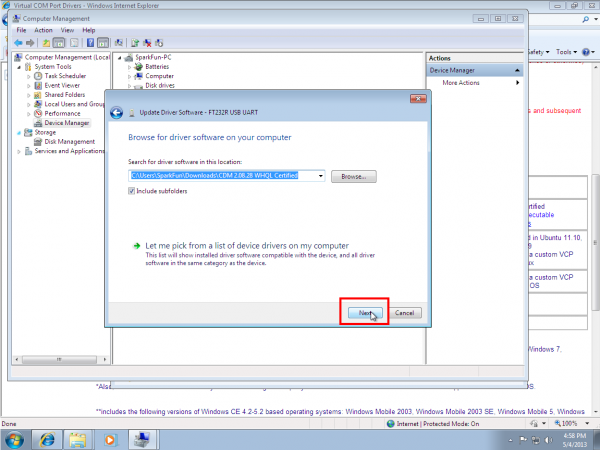 Virtual COM Port Drivers - Windows Internet Explorer
Computer Management
File Action View Help
Computer Management (Local
System Tools
Task Scheduler
Event Viewer
Shared Folders
Local Users and Group
Performance
Device Manager
Storage
Disk Management
Services and Applications
SparkFun-PC
Batteries
Computer
Disk drives
Actions
Device Manager
More Actions
Safety Tools
s and subsequent
Update Driver Software - FT232R USB UART
Browse for driver software on your computer
Search for driver software in this location:
C:\Users\SparkFun\Downloads\CDM 2.08.28 WHQL Certified
Browse...
Include subfolders
Let me pick from a list of device drivers on my computer
This list will show installed driver software compatible with the device, and all driver
software in the same category as the device.
Next
Cancel
rtified
ecutable
d in Ubuntu 11.10,
a custom VCP
a custom VCP
OS
Windows 7,
*Also
OS.
**includes the following versions of Windows CE 4.2-5.2 based operating systems: Windows Mobile 2003, Windows Mobile 2003 SE, Windows Mobile 5, Windows
Done
Internet | Protected Mode: On
100%
4:58 PM
5/4/2013